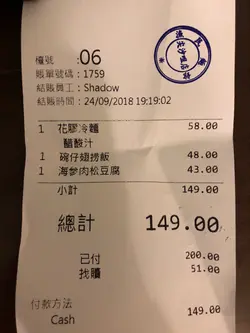 檯號 :06
賬單號碼 : 1759
結賬員工 : Shadow
結賬時間 : 24/09/2018 19:19:02
1 花膠冷麵 58.00
醋酸汁
1 碗仔翅撈飯 48.00
1 海參肉松豆腐 43.00
小計 149.00
總計 149.00
已付 200.00
找贖 51.00
付款方法
Cash 149.00